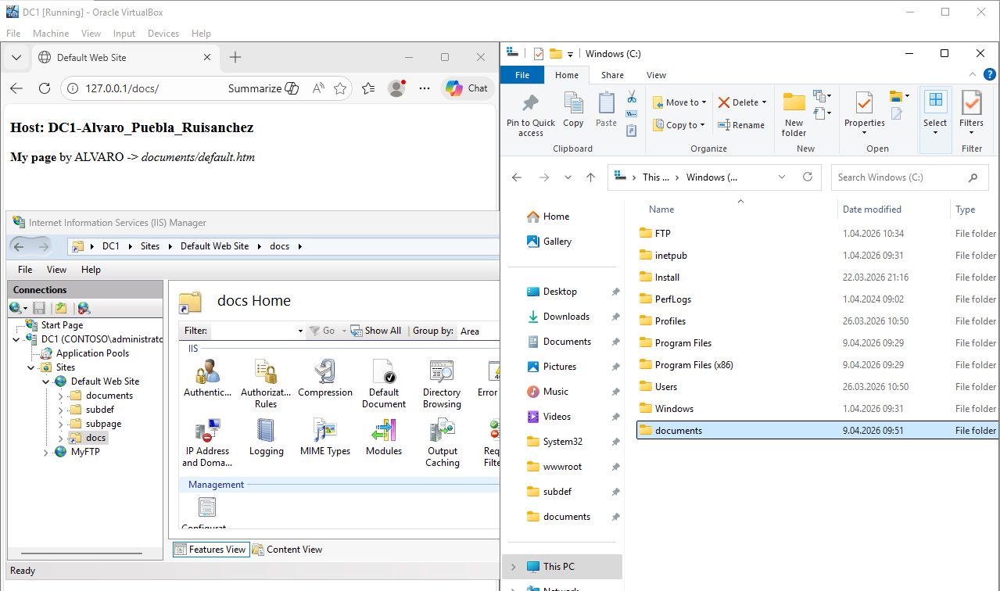 DC1 [Running] - Oracle VirtualBox
File Machine View Input Devices Help
Default Web Site
127.0.0.1/docs/ Summarize Chat
Host: DC1-Alvaro_Puebla_Ruisanchez
My page by ALVARO -> documents/default.htm
Internet Information Services (IIS) Manager
DC1 Sites Default Web Site docs
File View Help
Connections
Start Page
DC1 (CONTOSO\administrato
Application Pools
Sites
Default Web Site
documents
subdef
subpage
docs
MyFTP
docs Home
Filter: Go Show All Group by: Area
IIS
Authentic... Authorizat... Rules Compression Default Document Directory Browsing Error
IP Address and Doma... Logging MIME Types Modules Output Caching Req Filte
Management
Configurat
Features View Content View
Ready
Windows (C:)
File Home Share View
Pin to Quick access Copy Paste
Move to Delete
Copy to Rename
New folder Properties Select Filters
Clipboard Organize New Open Filter
This ... Windows (... Search Windows (C:)
Home
Gallery
Desktop
Downloads
Documents
Pictures
Music
Videos
System32
wwwroot
subdef
documents
This PC
Network
Name Date modified Type
FTP 1.04.2026 10:34 File folder
inetpub 1.04.2026 09:31 File folder
Install 22.03.2026 21:16 File folder
PerfLogs 1.04.2024 09:02 File folder
Profiles 26.03.2026 10:50 File folder
Program Files 9.04.2026 09:29 File folder
Program Files (x86) 9.04.2026 09:29 File folder
Users 26.03.2026 10:50 File folder
Windows 1.04.2026 09:31 File folder
documents 9.04.2026 09:51 File folder